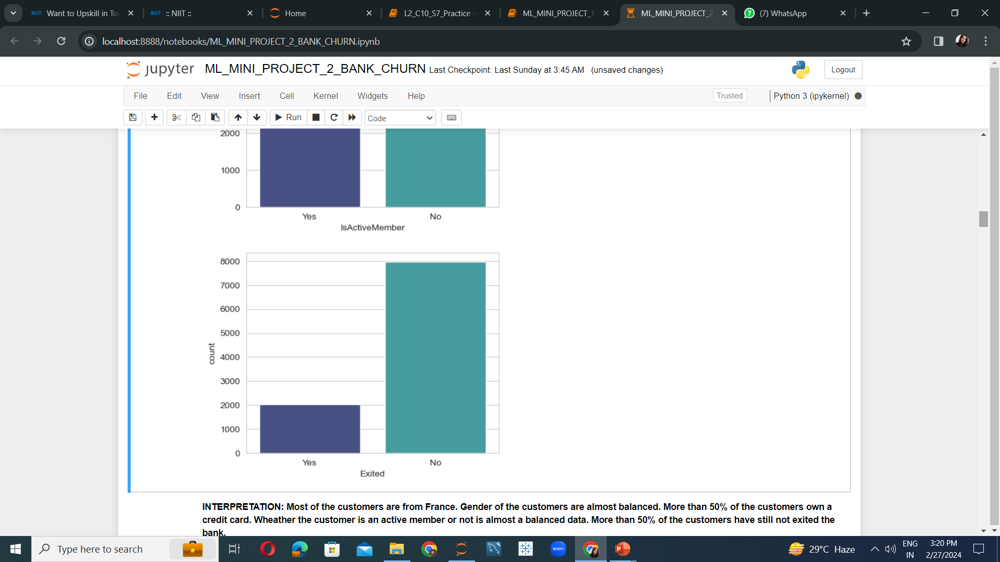 Want to Upskill in To
:: NIIT ::
Home
L2_C10_S7_Practice -
ML_MINI_PROJECT_1
ML_MINI_PROJECT_2
(7) WhatsApp
localhost:8888/notebooks/ML_MINI_PROJECT_2_BANK_CHURN.ipynb
jupyter ML_MINI_PROJECT_2_BANK_CHURN Last Checkpoint: Last Sunday at 3:45 AM (unsaved changes)
Logout
File Edit View Insert Cell Kernel Widgets Help
Trusted
Python 3 (ipykernel)
Run
Code
2000
1000
0
Yes No
IsActiveMember
8000
7000
6000
5000
4000
3000
2000
1000
0
count
Yes No
Exited
INTERPRETATION: Most of the customers are from France. Gender of the customers are almost balanced. More than 50% of the customers own a
credit card. Wheather the customer is an active member or not is almost a balanced data. More than 50% of the customers have still not exited the
bank.
Type here to search
zoom
29°C Haze
ENG
IN
3:20 PM
2/27/2024